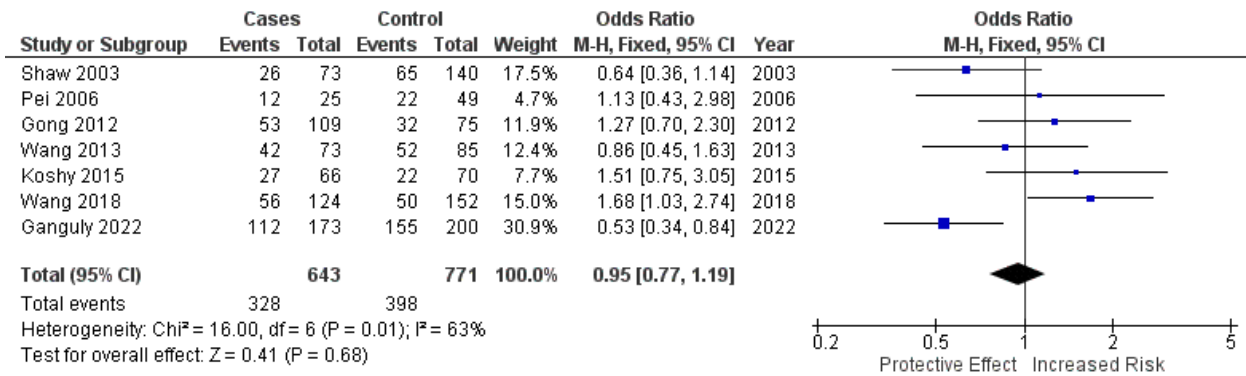 Cases Control Odds Ratio Odds Ratio
Study or Subgroup Events Total Events Total Weight M-H, Fixed, 95% CI Year M-H, Fixed, 95% CI
Shaw 2003 26 73 65 140 17.5% 0.64 [0.36, 1.14] 2003
Pei 2006 12 25 22 49 4.7% 1.13 [0.43, 2.98] 2006
Gong 2012 53 109 32 75 11.9% 1.27 [0.70, 2.30] 2012
Wang 2013 42 73 52 85 12.4% 0.86 [0.45, 1.63] 2013
Koshy 2015 27 66 22 70 7.7% 1.51 [0.75, 3.05] 2015
Wang 2018 56 124 50 152 15.0% 1.68 [1.03, 2.74] 2018
Ganguly 2022 112 173 155 200 30.9% 0.53 [0.34, 0.84] 2022
Total (95% CI) 643 771 100.0% 0.95 [0.77, 1.19]
Total events 328 398
Heterogeneity: Chi² = 16.00, df = 6 (P = 0.01); I² = 63%
Test for overall effect: Z = 0.41 (P = 0.68)
0.2 0.5 1 2 5
Protective Effect Increased Risk